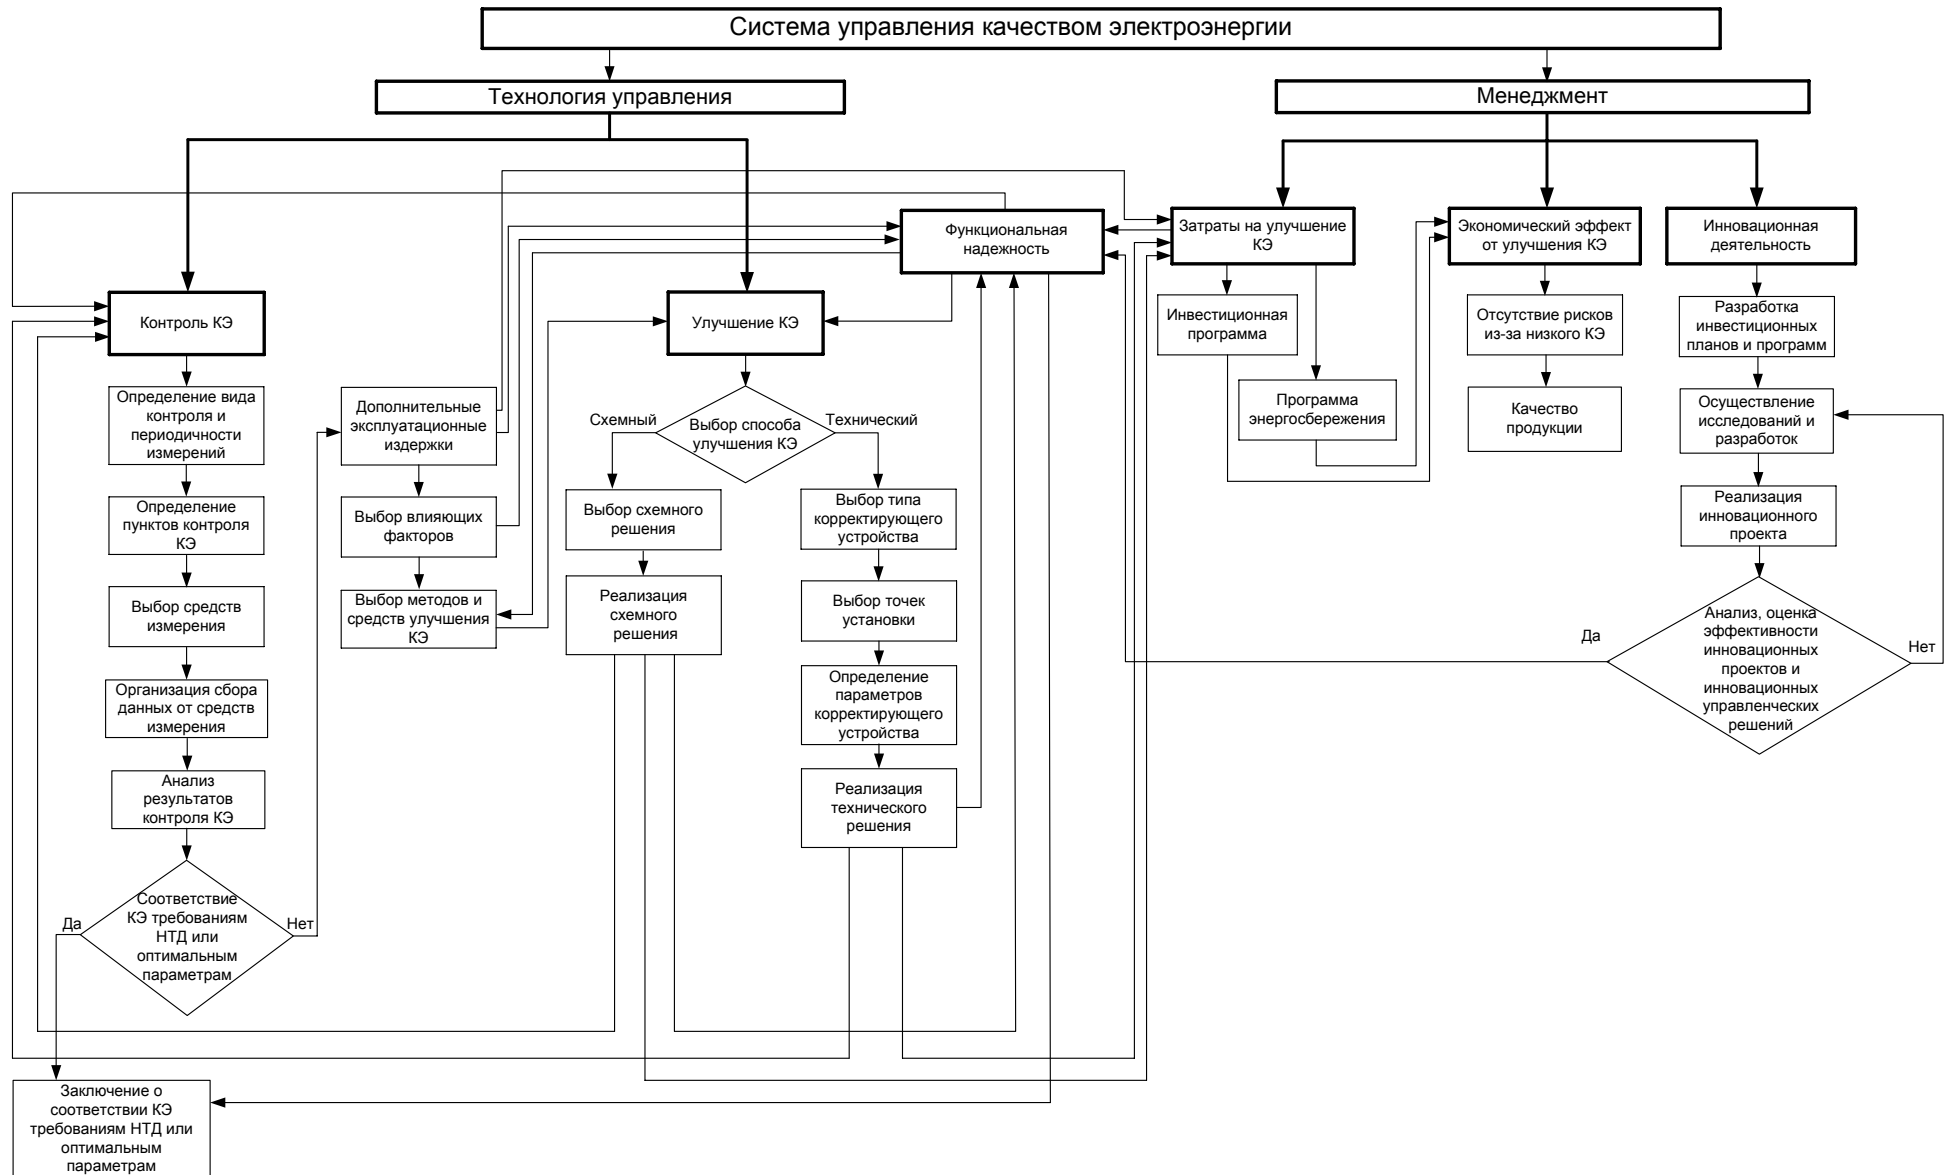 Система управления качеством электроэнергии
Технология управления
Менеджмент
Функциональная
надежность
Затраты на улучшение
КЭ
Экономический эффект
от улучшения КЭ
Инновационная
деятельность
Контроль КЭ
Улучшение КЭ
Определение вида
контроля и
периодичности
измерений
Определение
пунктов контроля
КЭ
Выбор средств
измерения
Организация сбора
данных от средств
измерения
Анализ
результатов
контроля КЭ
Соответствие
КЭ требованиям
НТД или
оптимальным
параметрам
Да
Нет
Заключение о
соответствии КЭ
требованиям НТД или
оптимальным
параметрам
Дополнительные
эксплуатационные
издержки
Выбор влияющих
факторов
Выбор методов и
средств улучшения
КЭ
Схемный
Выбор способа
улучшения КЭ
Технический
Выбор схемного
решения
Реализация
схемного
решения
Выбор типа
корректирующего
устройства
Выбор точек
установки
Определение
параметров
корректирующего
устройства
Реализация
технического
решения
Инвестиционная
программа
Программа
энергосбережения
Отсутствие рисков
из-за низкого КЭ
Качество
продукции
Разработка
инвестиционных
планов и программ
Осуществление
исследований и
разработок
Реализация
инновационного
проекта
Анализ, оценка
эффективности
инновационных
проектов и
инновационных
управленческих
решений
Да
Нет